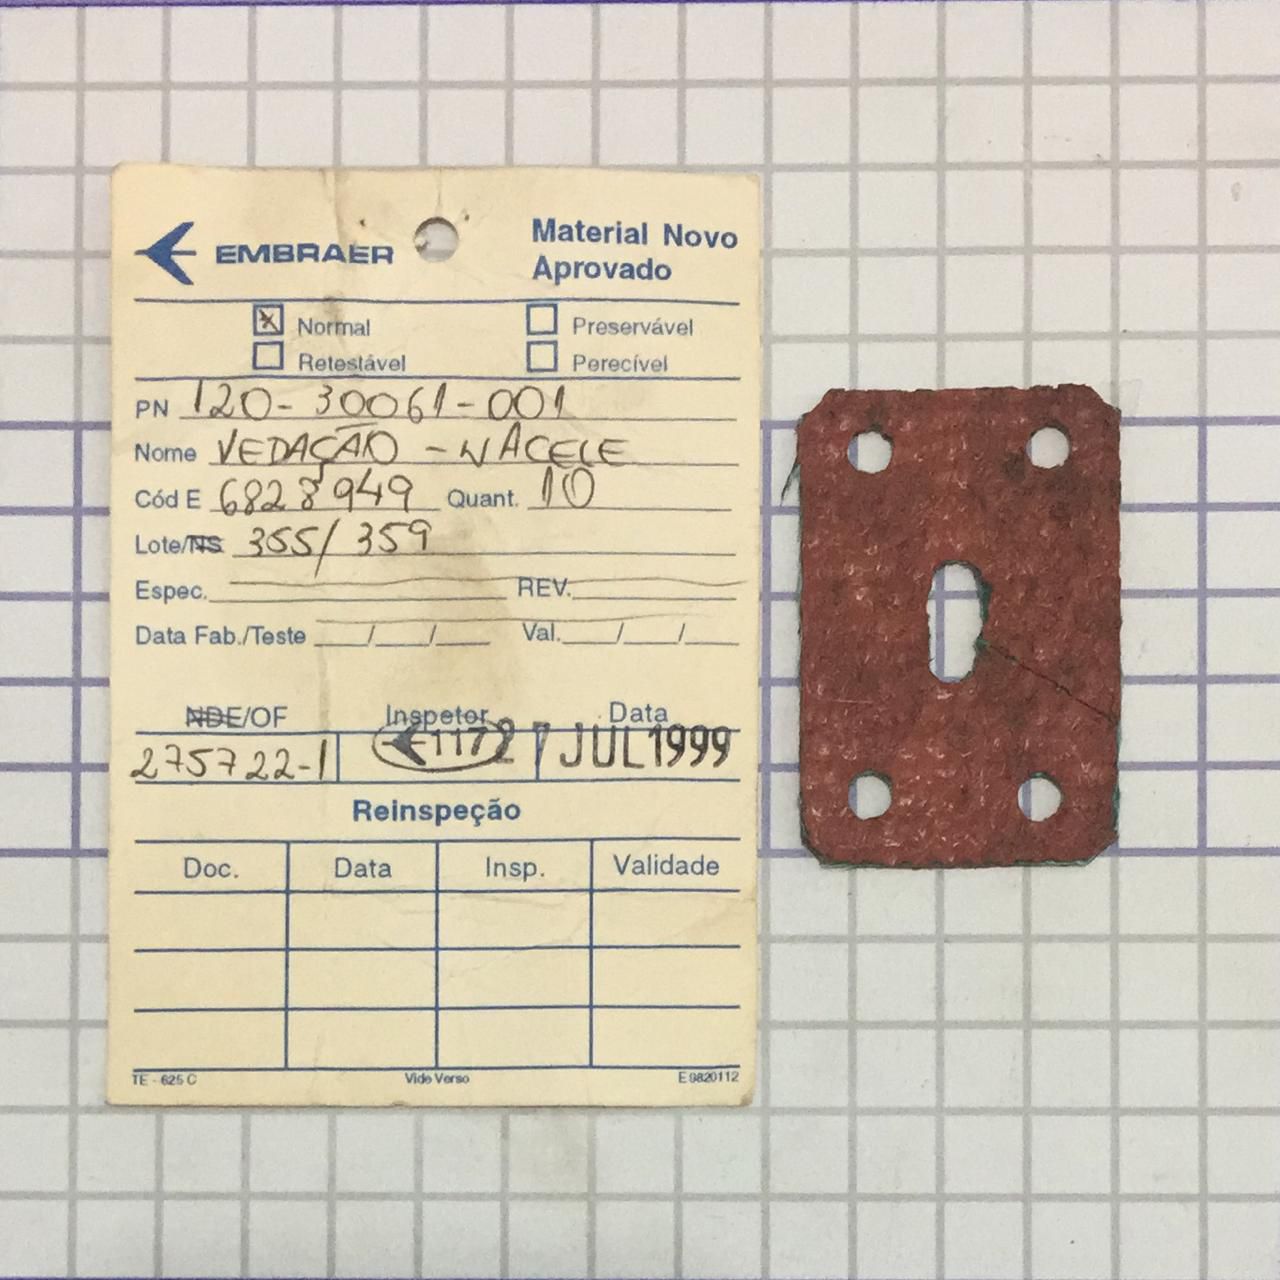 EMBRAER
Material Novo
Aprovado
Normal
Preservável
Retestável
Perecível
PN 120-30061-001
Nome VEDAÇÃO - NACELE
Cód E 6828949 Quant. 10
Lote/NS 355/359
Espec. REV.
Data Fab./Teste / / Val. / /
NDE/OF Inspetor Data
275722-1 117 27 JUL 1999
Reinspeção
Doc. Data Insp. Validade
TE - 625 C Vide Verso E 9820112